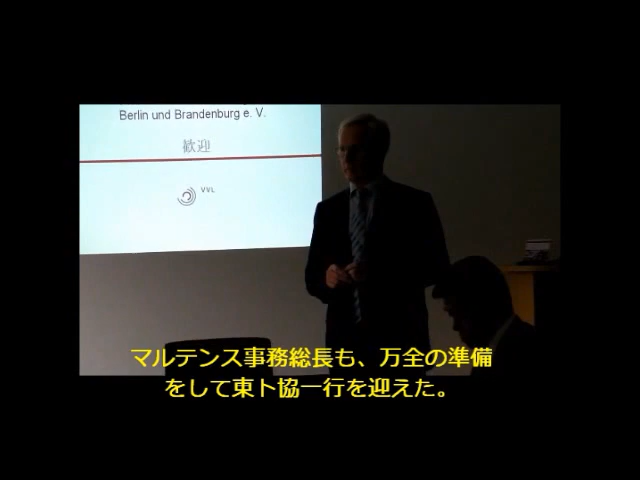 Berlin und Brandenburg e. V.
歓迎
VVL
マルテンス事務総長も、万全の準備
をして東ト協一行を迎えた。